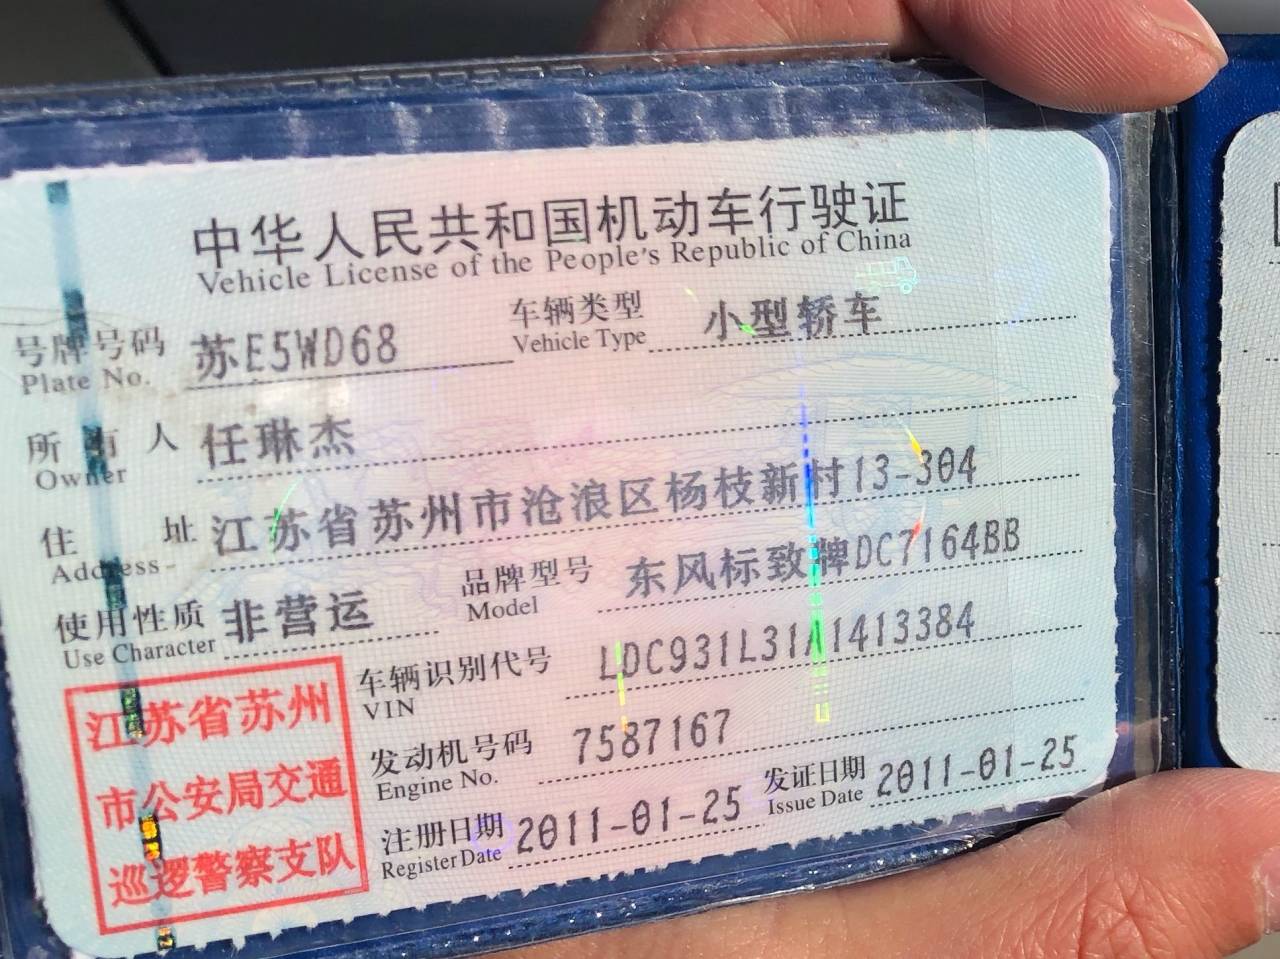 中华人民共和国机动车行驶证
Vehicle License of the People's Republic of China
号牌号码 苏E5WD68 车辆类型 小型轿车
Plate No. Vehicle Type
所有人 任琳杰
Owner
住址 江苏省苏州市沧浪区杨枝新村13-304
Address
使用性质 非营运 品牌型号 东风标致牌DC7164BB
Use Character Model
车辆识别代号 LDC931L31A1413384
VIN
发动机号码 7587167
Engine No.
注册日期 2011-01-25 发证日期 2011-01-25
Register Date Issue Date
江苏省苏州
市公安局交通
巡逻警察支队